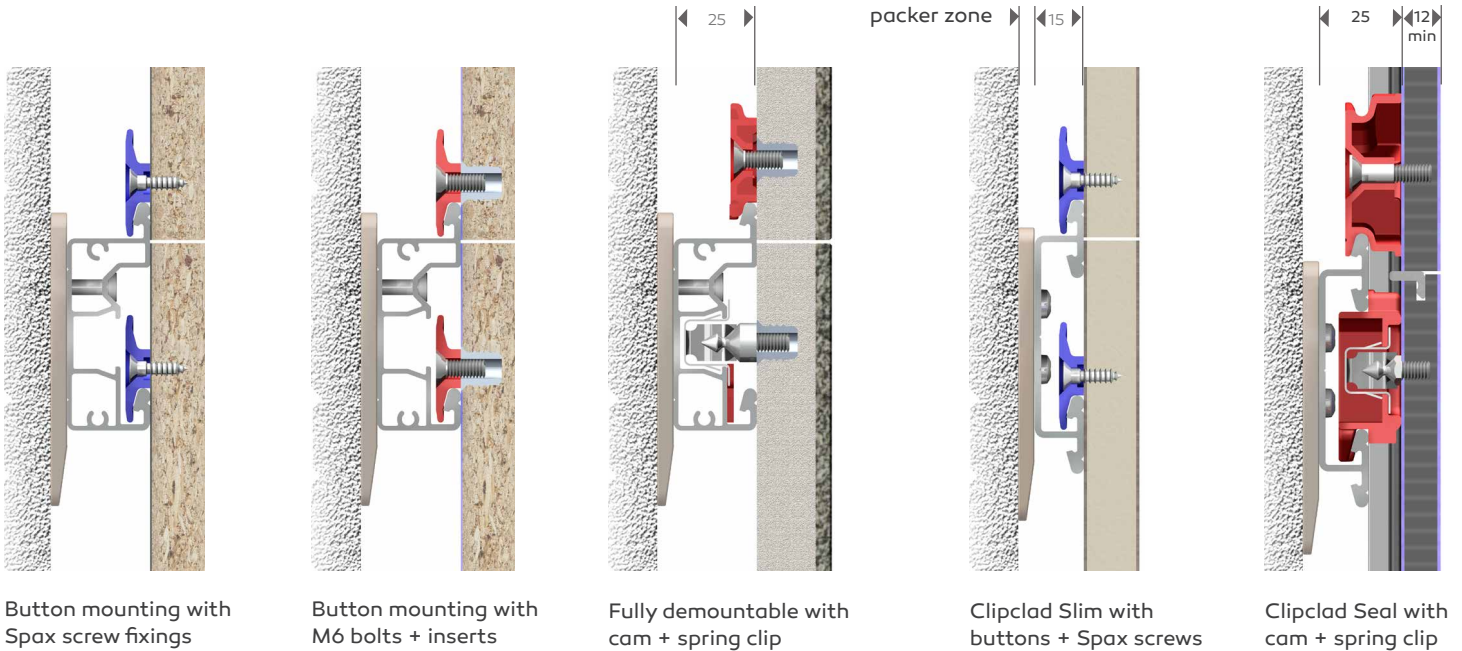 25
packer zone
15
25
12
min
Button mounting with
Spax screw fixings
Button mounting with
M6 bolts + inserts
Fully demountable with
cam + spring clip
Clipclad Slim with
buttons + Spax screws
Clipclad Seal with
cam + spring clip